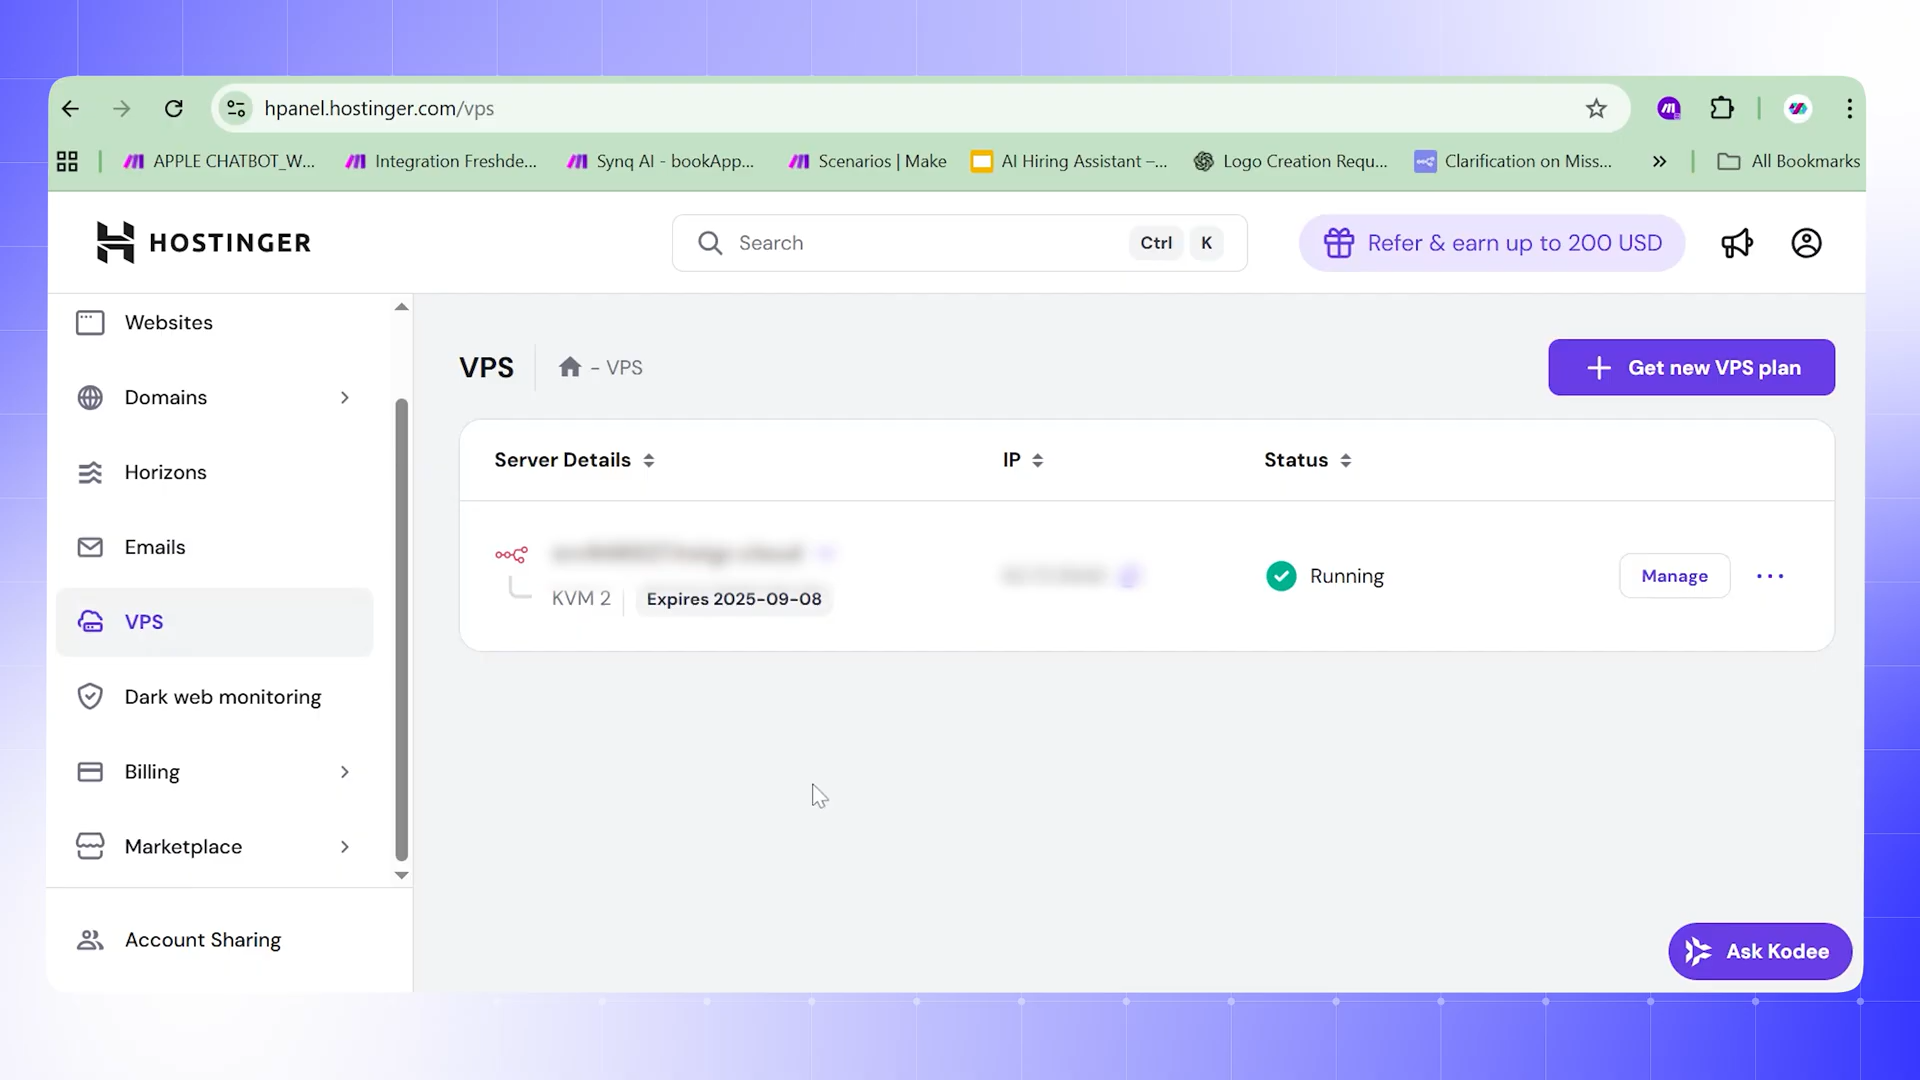 hpanel.hostinger.com/vps
APPLE CHATBOT_W... Integration Freshde... Synq AI - bookApp... Scenarios | Make AI Hiring Assistant –... Logo Creation Requ... Clarification on Miss... » All Bookmarks
HOSTINGER
Search Ctrl K
Refer & earn up to 200 USD
Websites
Domains
Horizons
Emails
VPS
Dark web monitoring
Billing
Marketplace
Account Sharing
VPS - VPS
Get new VPS plan
Server Details IP Status
KVM 2 Expires 2025-09-08
Running
Manage
Ask Kodee